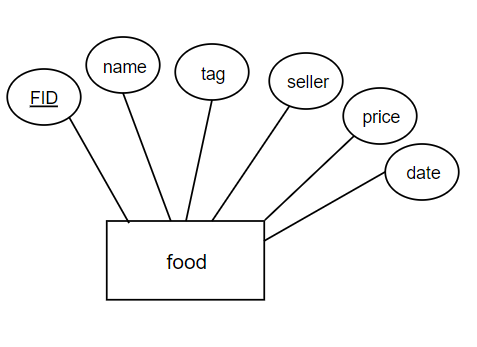 FID
name
tag
seller
price
date
food